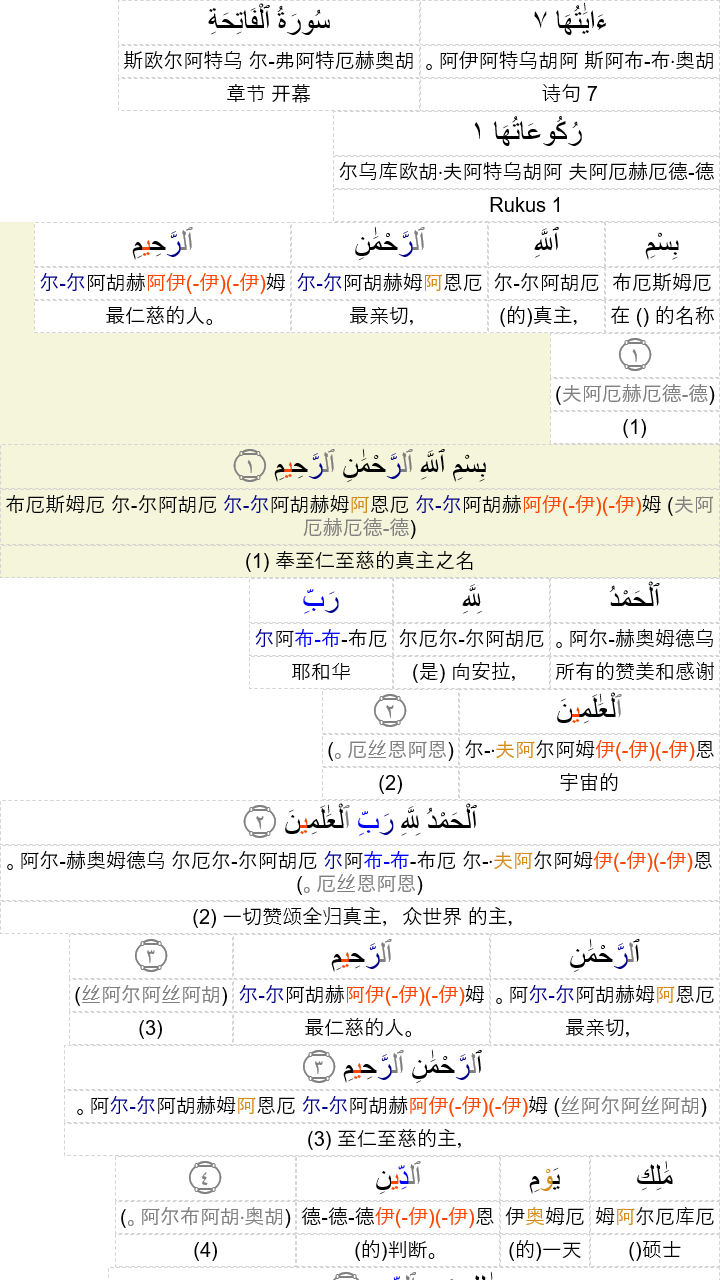 ءَايَٰتُهَا ٧ سُورَةُ ٱلْفَاتِحَةِ
。阿伊阿特乌胡阿 斯阿布-布·奥胡 斯欧尔阿特乌 尔-弗阿特厄赫奥胡
诗句 7 章节 开幕
رُكُوعَاتُهَا ١
尔乌库欧胡·夫阿特乌胡阿 夫阿厄赫厄德-德
Rukus 1
بِسْمِ ٱللَّهِ ٱلرَّحْمَٰنِ ٱلرَّحِيمِ
布厄斯姆厄 尔-尔阿胡厄 尔-尔阿胡赫姆阿恩厄 尔-尔阿胡赫阿伊(-伊)(-伊)姆
在 () 的名称 (的)真主， 最亲切， 最仁慈的人。
١
(夫阿厄赫厄德-德)
(1)
بِسْمِ ٱللَّهِ ٱلرَّحْمَٰنِ ٱلرَّحِيمِ ١
布厄斯姆厄 尔-尔阿胡厄 尔-尔阿胡赫姆阿恩厄 尔-尔阿胡赫阿伊(-伊)(-伊)姆 (夫阿
厄赫厄德-德)
(1) 奉至仁至慈的真主之名
ٱلْحَمْدُ لِلَّهِ رَبِّ
。阿尔-赫奥姆德乌 尔厄尔-尔阿胡厄 尔阿布-布-布厄
所有的赞美和感谢 (是) 向安拉， 耶和华
ٱلْعَٰلَمِينَ ٢
尔-·夫阿尔阿姆伊(-伊)(-伊)恩 (。厄丝恩阿恩)
宇宙的 (2)
ٱلْحَمْدُ لِلَّهِ رَبِّ ٱلْعَٰلَمِينَ ٢
。阿尔-赫奥姆德乌 尔厄尔-尔阿胡厄 尔阿布-布-布厄 尔-·夫阿尔阿姆伊(-伊)(-伊)恩
(。厄丝恩阿恩)
(2) 一切赞颂全归真主，众世界 的主，
ٱلرَّحْمَٰنِ ٱلرَّحِيمِ ٣
。阿尔-尔阿胡赫姆阿恩厄 尔-尔阿胡赫阿伊(-伊)(-伊)姆 (丝阿尔阿丝阿胡)
最亲切， 最仁慈的人。 (3)
ٱلرَّحْمَٰنِ ٱلرَّحِيمِ ٣
。阿尔-尔阿胡赫姆阿恩厄 尔-尔阿胡赫阿伊(-伊)(-伊)姆 (丝阿尔阿丝阿胡)
(3) 至仁至慈的主，
مَٰلِكِ يَوْمِ ٱلدِّينِ ٤
姆阿尔厄库厄 伊奥姆厄 德-德-德伊(-伊)(-伊)恩 (。阿尔布阿胡·奥胡)
()硕士 (的)一天 (的)判断。 (4)